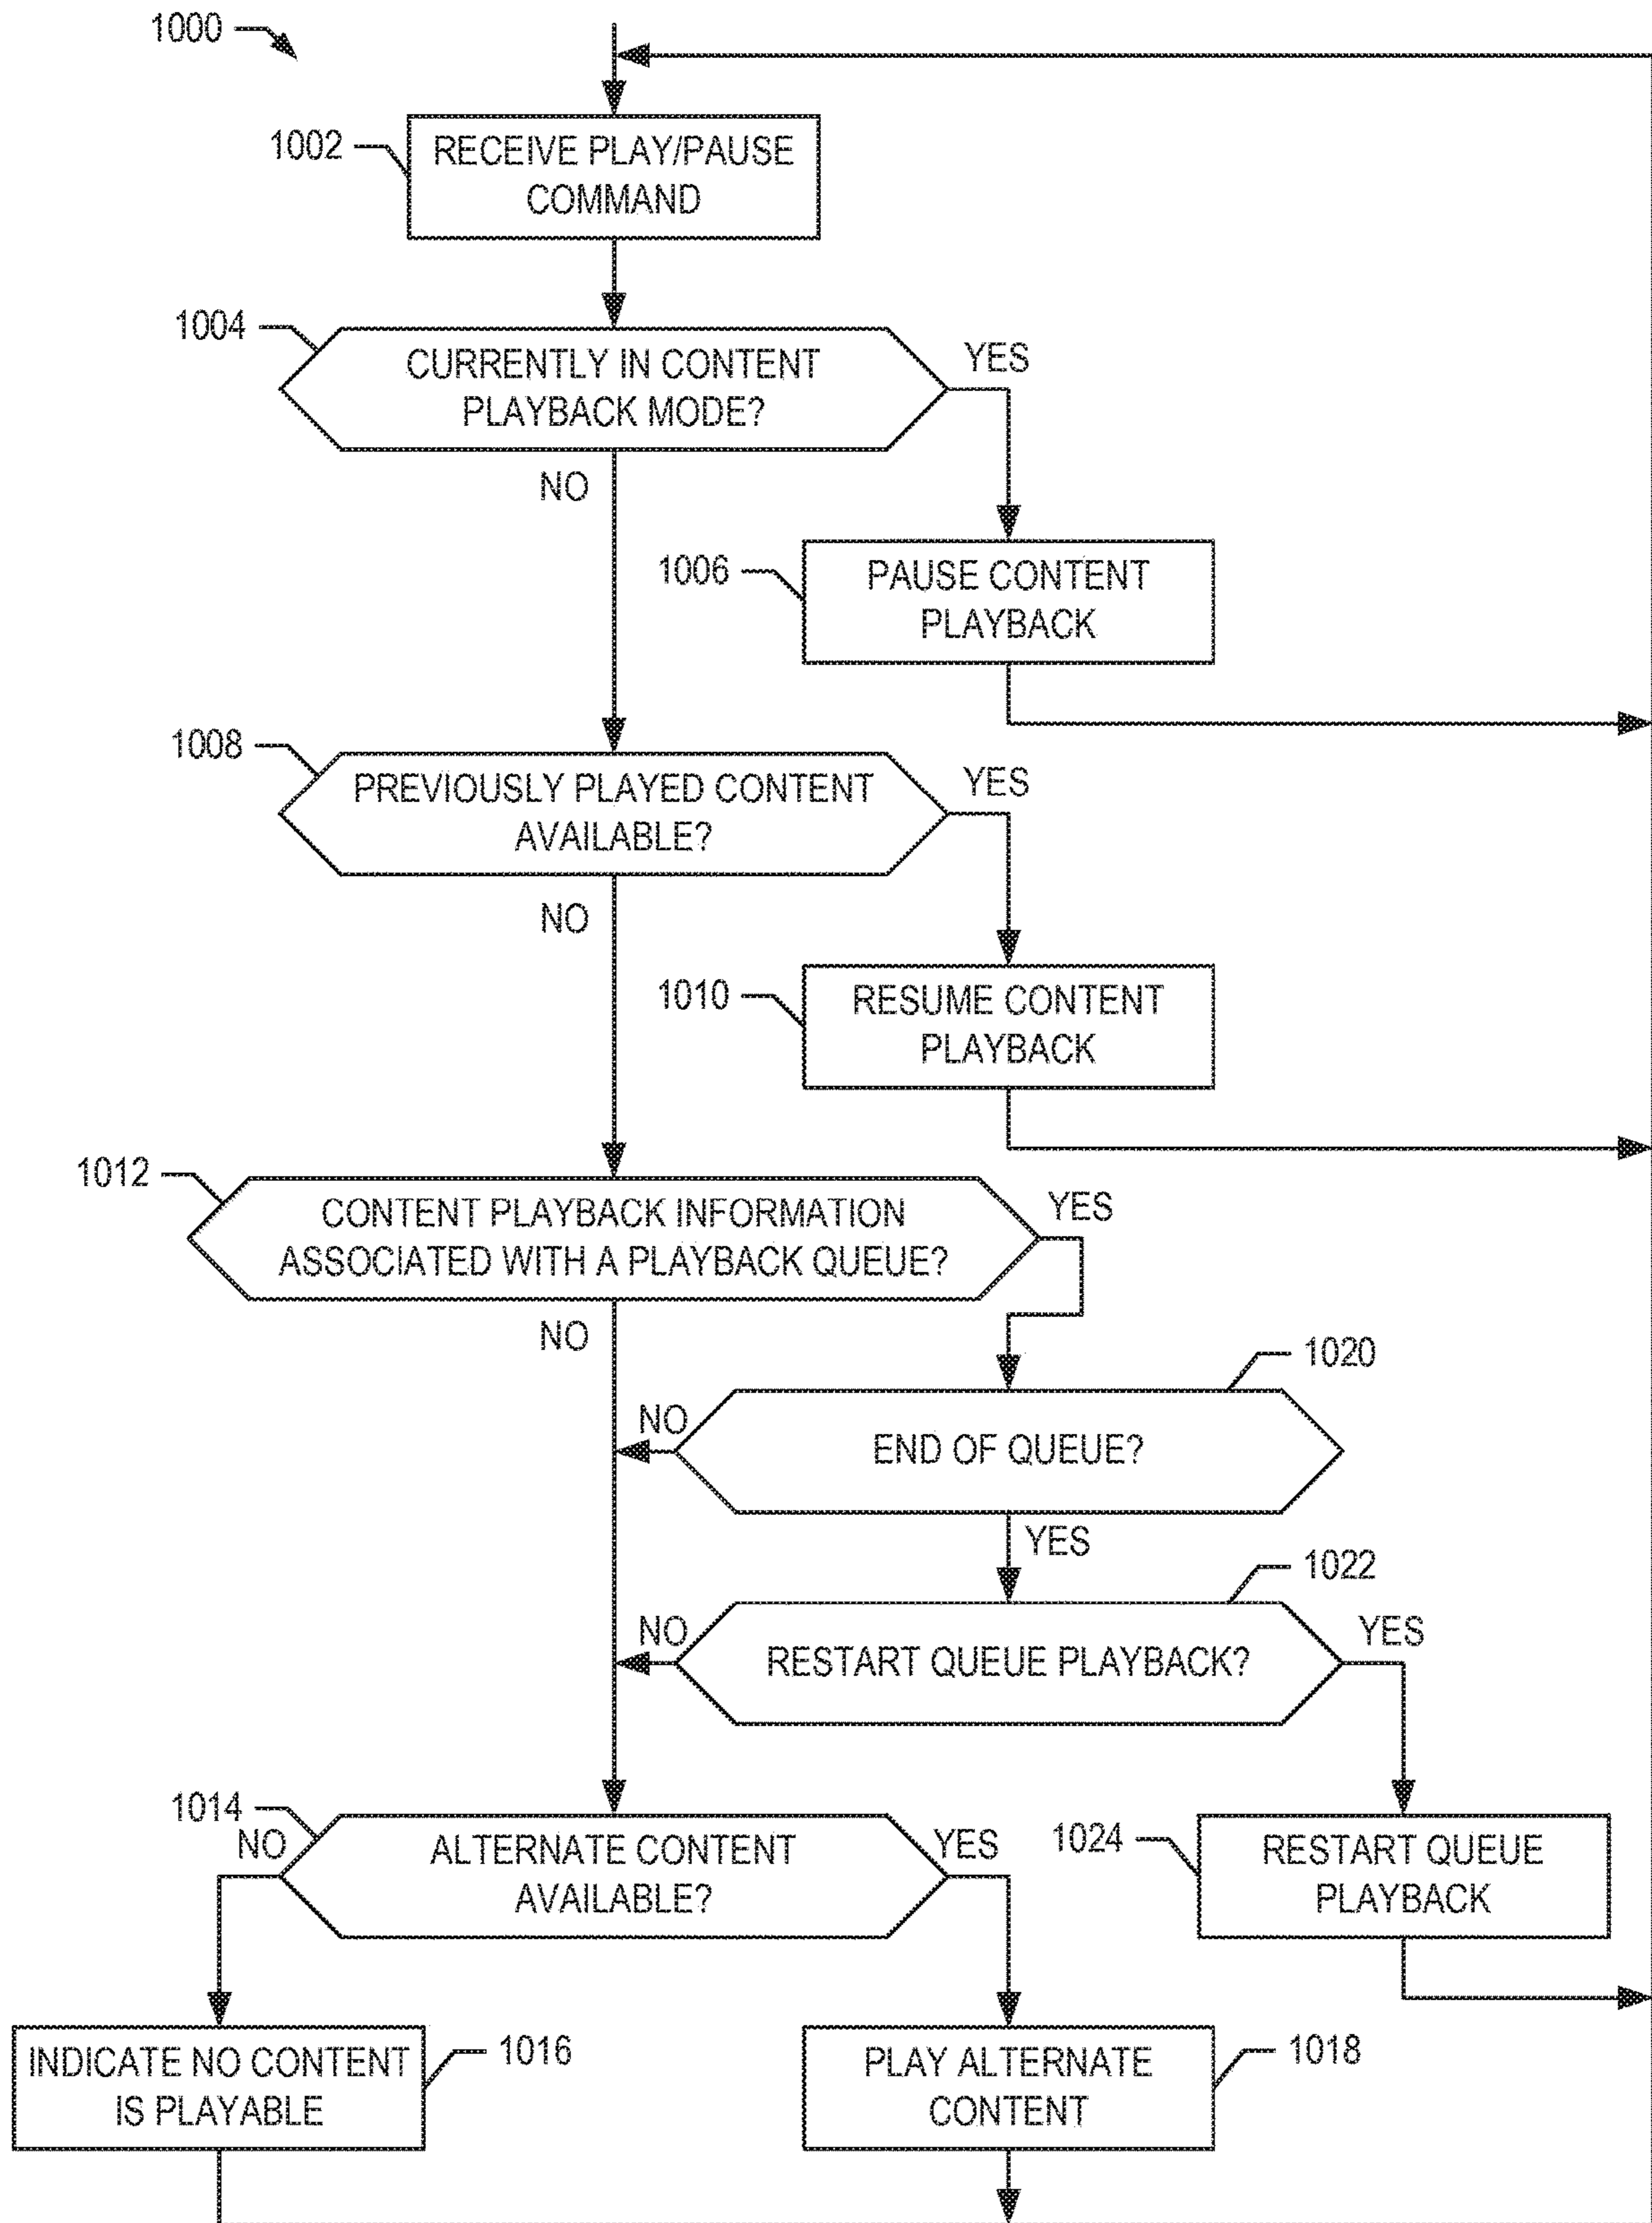 1000
1002
RECEIVE PLAY/PAUSE
COMMAND
1004
CURRENTLY IN CONTENT
PLAYBACK MODE?
YES
NO
1006
PAUSE CONTENT
PLAYBACK
1008
PREVIOUSLY PLAYED CONTENT
AVAILABLE?
YES
NO
1010
RESUME CONTENT
PLAYBACK
1012
CONTENT PLAYBACK INFORMATION
ASSOCIATED WITH A PLAYBACK QUEUE?
YES
NO
1020
NO
END OF QUEUE?
YES
1022
NO
RESTART QUEUE PLAYBACK?
YES
1014
NO
ALTERNATE CONTENT
AVAILABLE?
YES
1024
RESTART QUEUE
PLAYBACK
INDICATE NO CONTENT
IS PLAYABLE
1016
PLAY ALTERNATE
CONTENT
1018